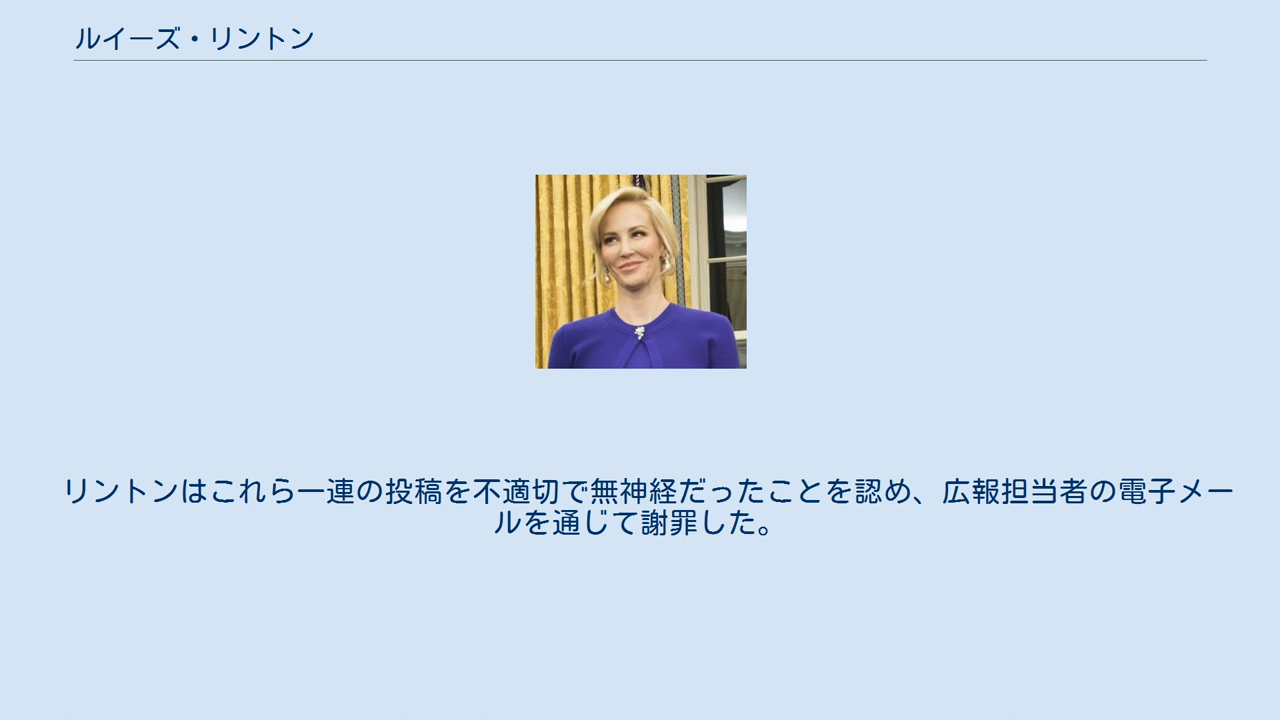 ルイーズ・リントン
リントンはこれら一連の投稿を不適切で無神経だったことを認め、広報担当者の電子メー
ルを通じて謝罪した。